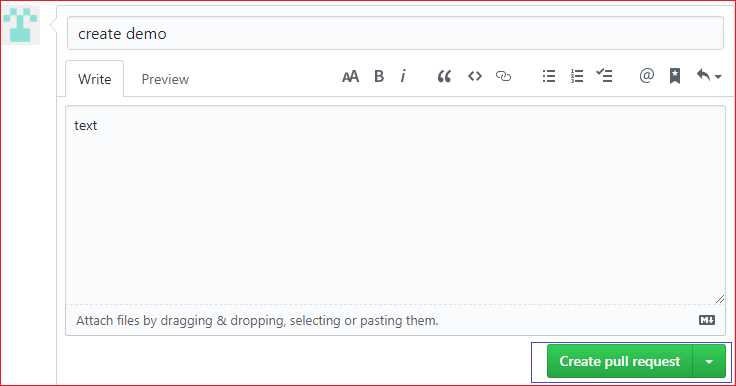 create demo
Write Preview AA B i @
text
Attach files by dragging & dropping, selecting or pasting them.
Create pull request